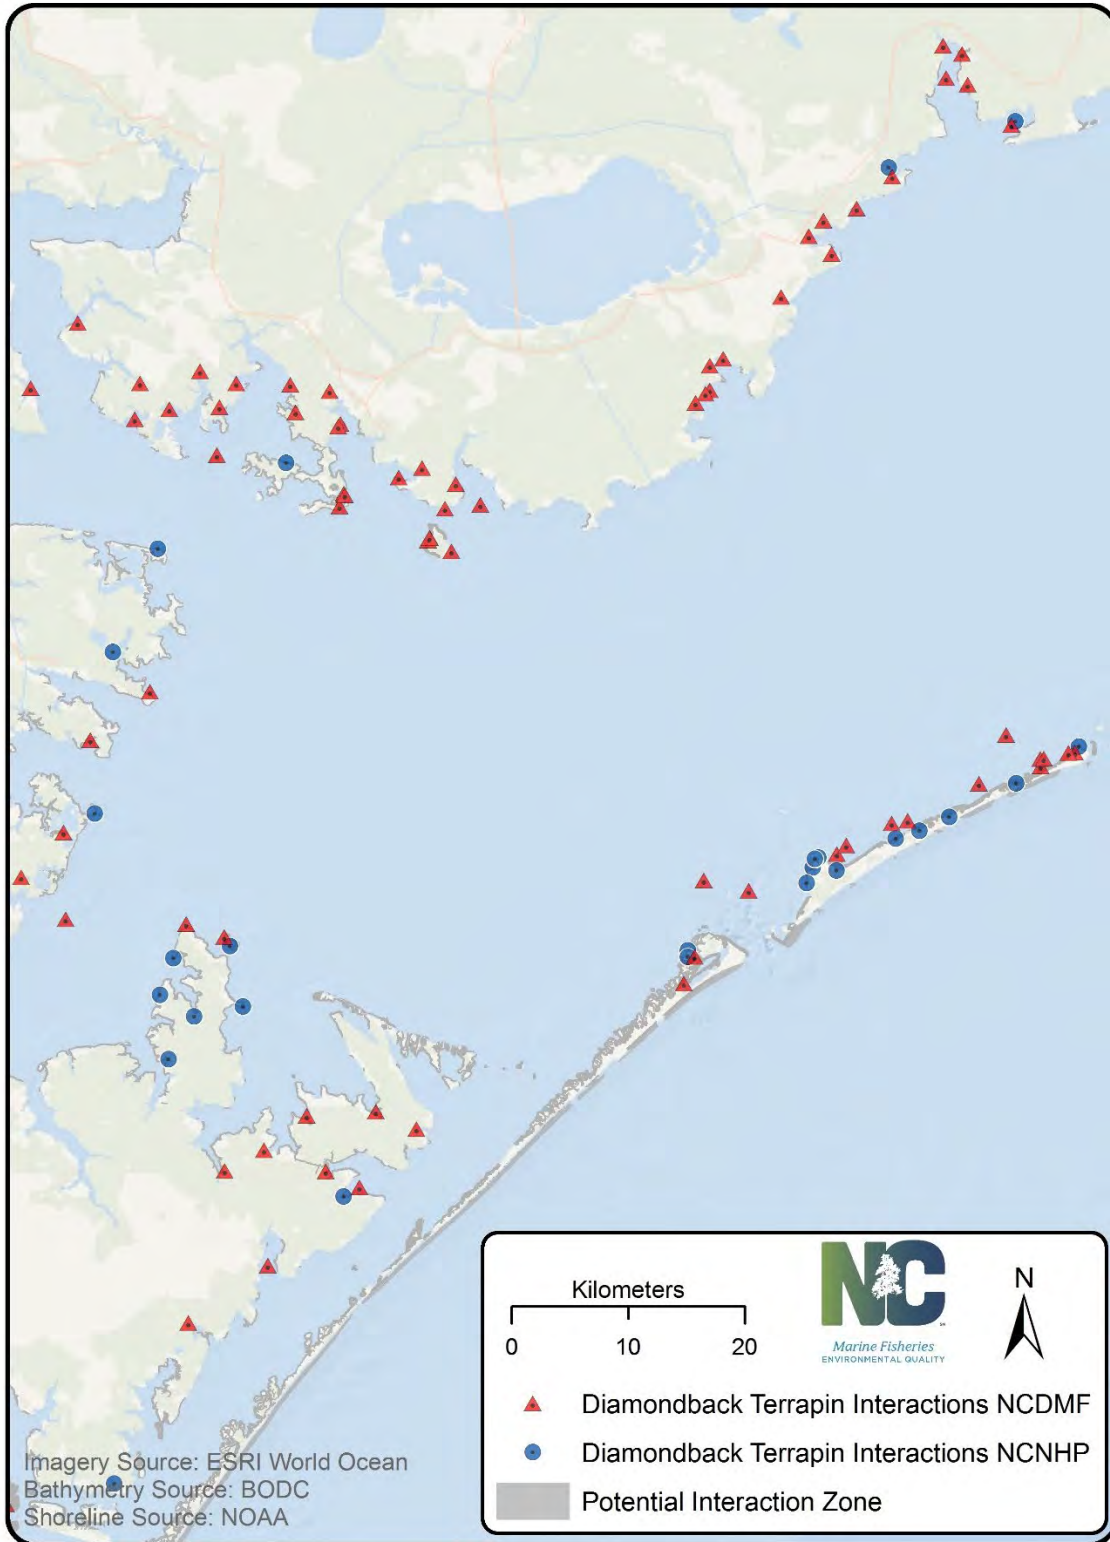 Kilometers
0 10 20
NC
Marine Fisheries
ENVIRONMENTAL QUALITY
N
Diamondback Terrapin Interactions NCDMF
Diamondback Terrapin Interactions NCNHP
Potential Interaction Zone
Imagery Source: ESRI World Ocean
Bathymetry Source: BODC
Shoreline Source: NOAA